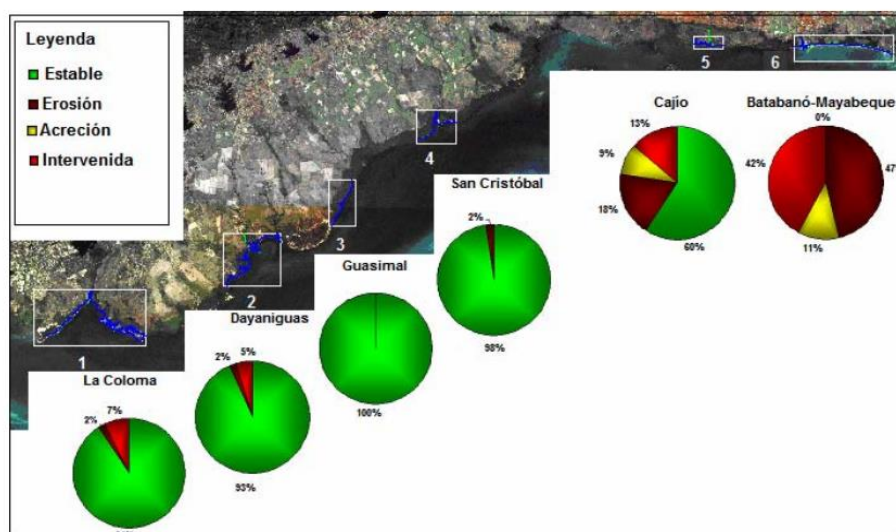 Leyenda
Estable
Erosión
Acreción
Intervenida
5
6
4
3
2
1
Cajío
13%
9%
18%
60%
Batabanó-Mayabeque
0%
42%
47
11%
San Cristóbal
2%
98%
Guasimal
100%
Dayaniguas
2%
5%
93%
La Coloma
2%
7%